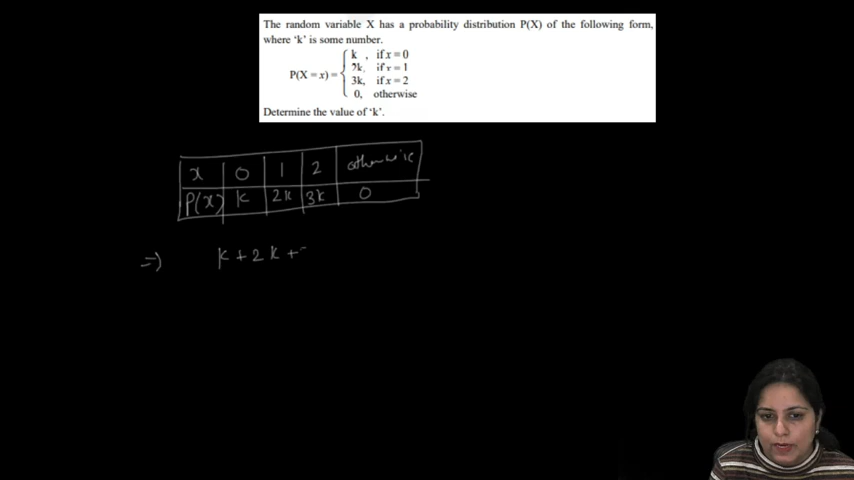 The random variable X has a probability distribution P(X) of the following form,
where ‘k’ is some number.
P(X = x) = { k , if x = 0
2k, if x = 1
3k, if x = 2
0, otherwise
Determine the value of ‘k’.
x 0 1 2 otherwise
P(x) k 2k 3k 0
=> k + 2k +